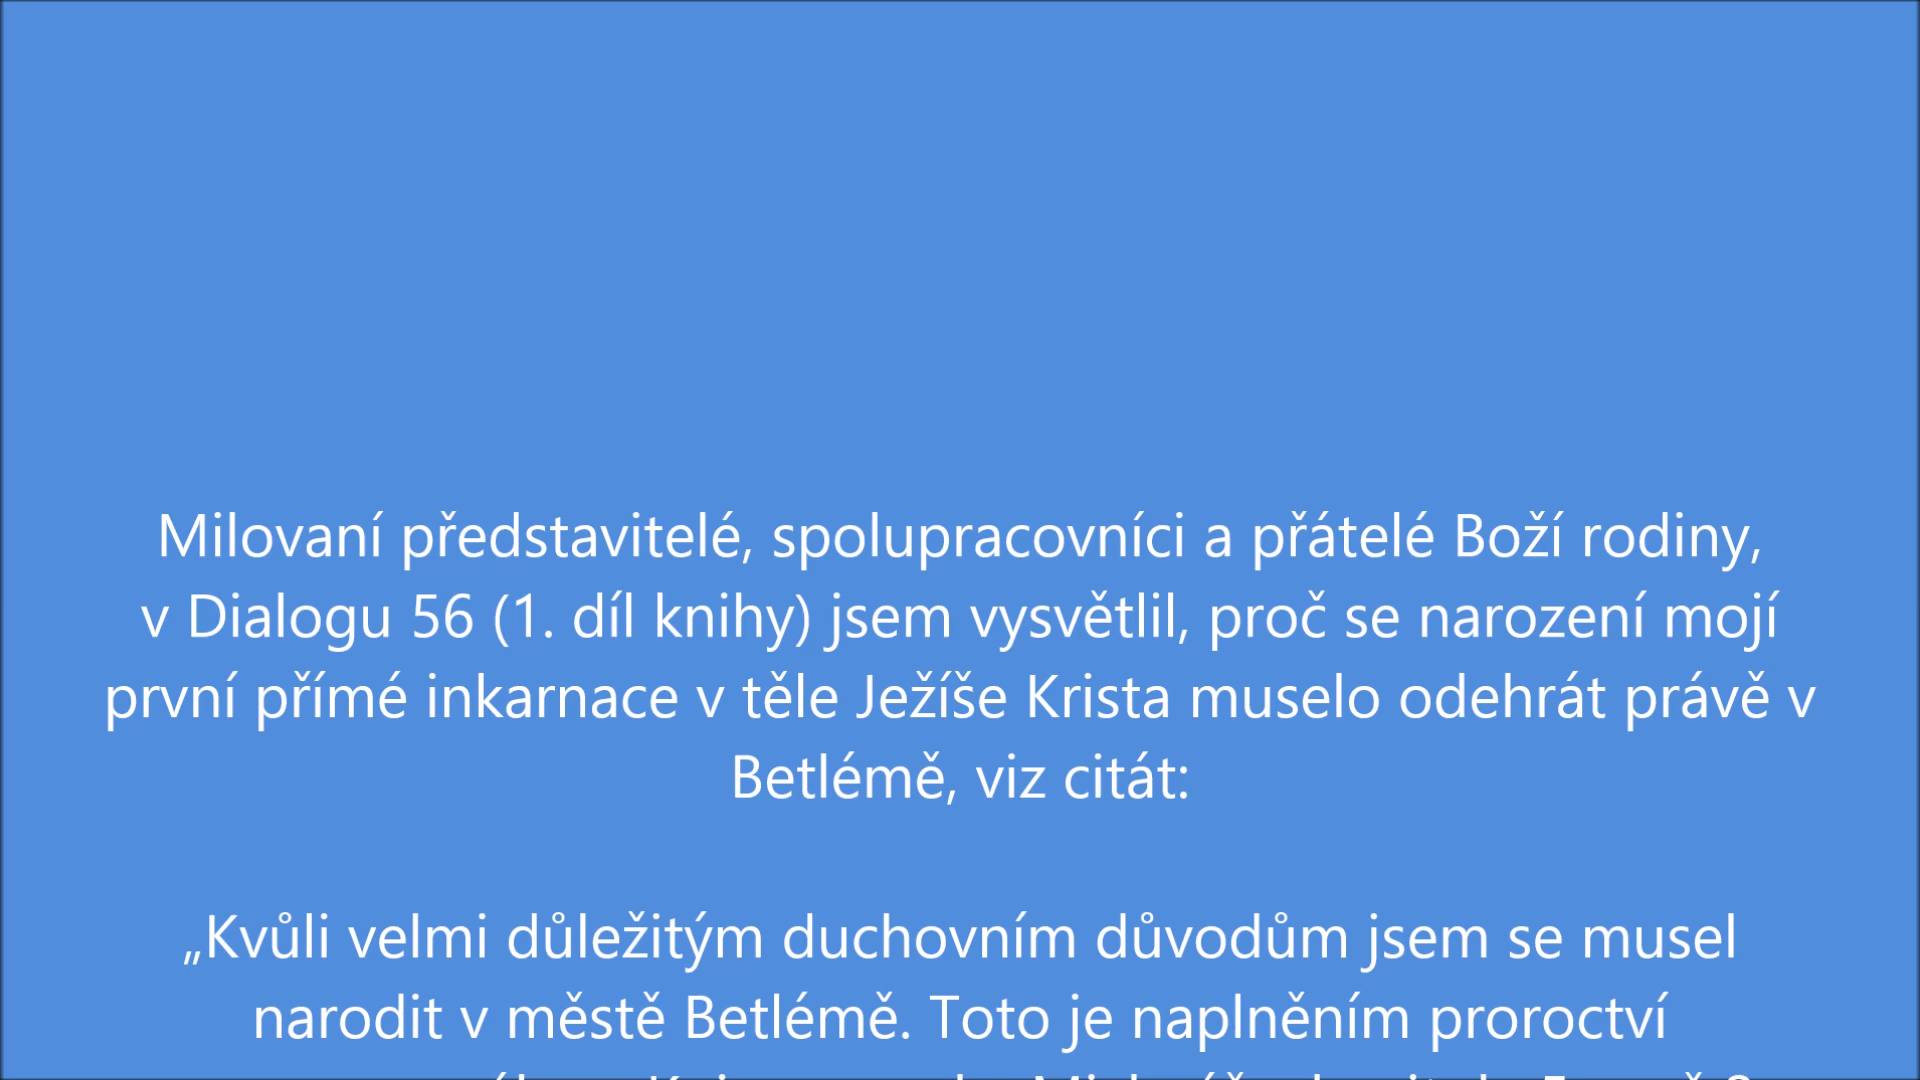 Milovaní představitelé, spolupracovníci a přátelé Boží rodiny,
v Dialogu 56 (1. díl knihy) jsem vysvětlil, proč se narození mojí
první přímé inkarnace v těle Ježíše Krista muselo odehrát právě v
Betlémě, viz citát:
„Kvůli velmi důležitým duchovním důvodům jsem se musel
narodit v městě Betlémě. Toto je naplněním proroctví